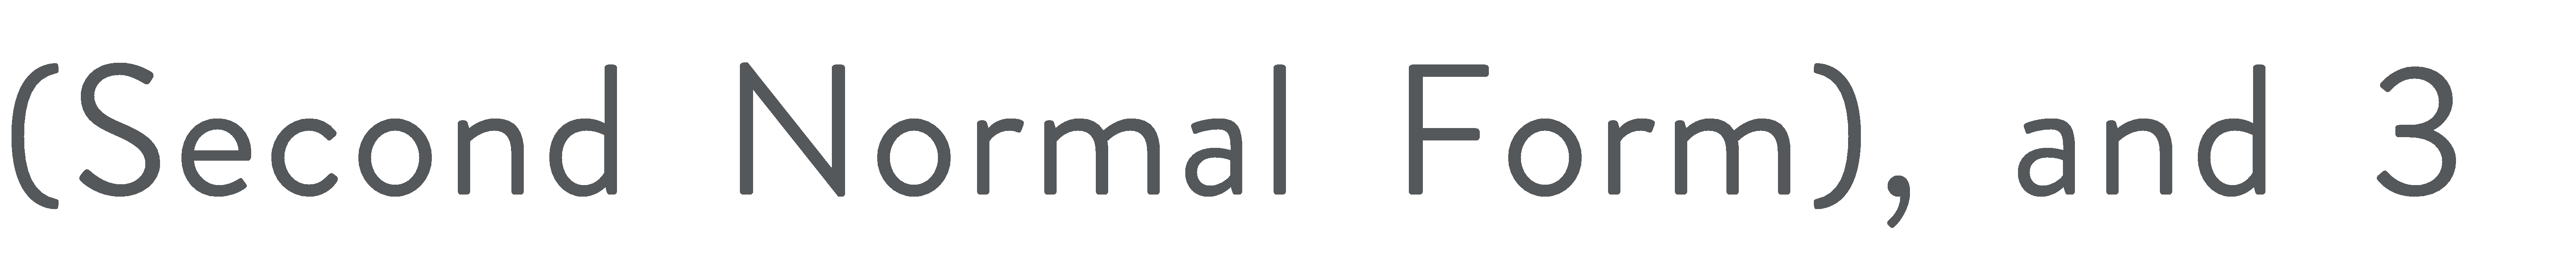 (Second Normal Form), and 3